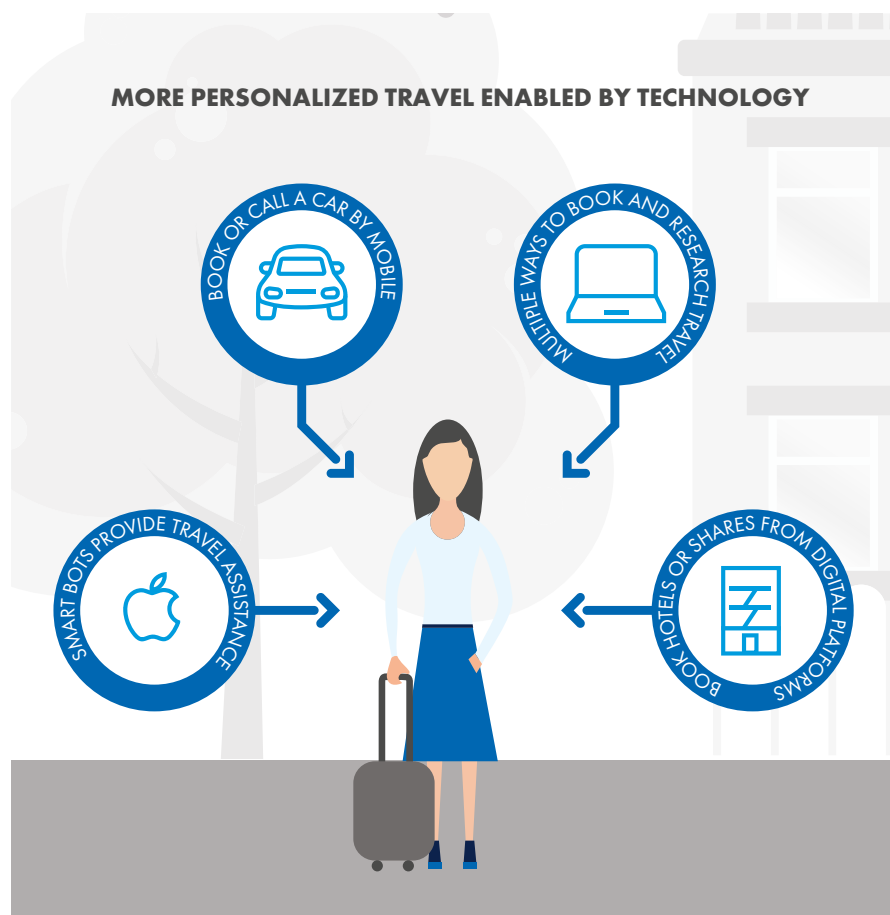 MORE PERSONALIZED TRAVEL ENABLED BY TECHNOLOGY
BOOK OR CALL A CAR BY MOBILE
MULTIPLE WAYS TO BOOK AND RESEARCH TRAVEL
SMART BOTS PROVIDE TRAVEL ASSISTANCE
BOOK HOTELS OR SHARES FROM DIGITAL PLATFORMS